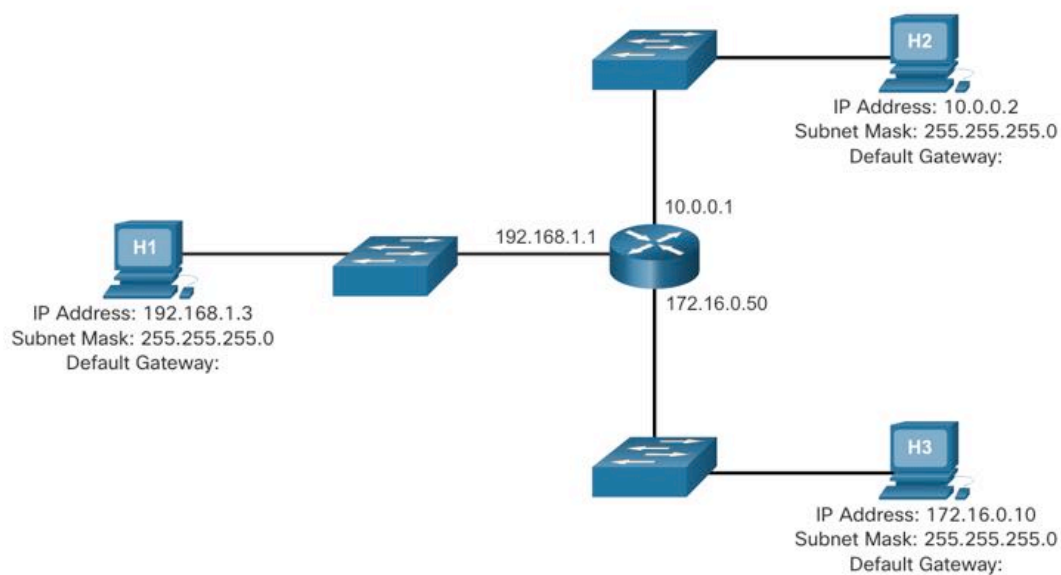 H2
IP Address: 10.0.0.2
Subnet Mask: 255.255.255.0
Default Gateway:
10.0.0.1
192.168.1.1
H1
IP Address: 192.168.1.3
Subnet Mask: 255.255.255.0
Default Gateway:
172.16.0.50
H3
IP Address: 172.16.0.10
Subnet Mask: 255.255.255.0
Default Gateway: